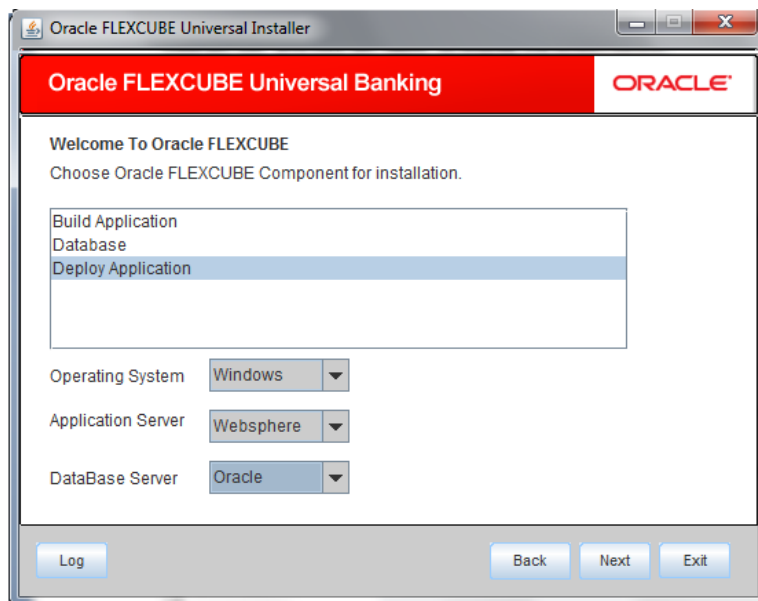 Oracle FLEXCUBE Universal Installer
Oracle FLEXCUBE Universal Banking
ORACLE
Welcome To Oracle FLEXCUBE
Choose Oracle FLEXCUBE Component for installation.
Build Application
Database
Deploy Application
Operating System Windows
Application Server Websphere
DataBase Server Oracle
Log Back Next Exit